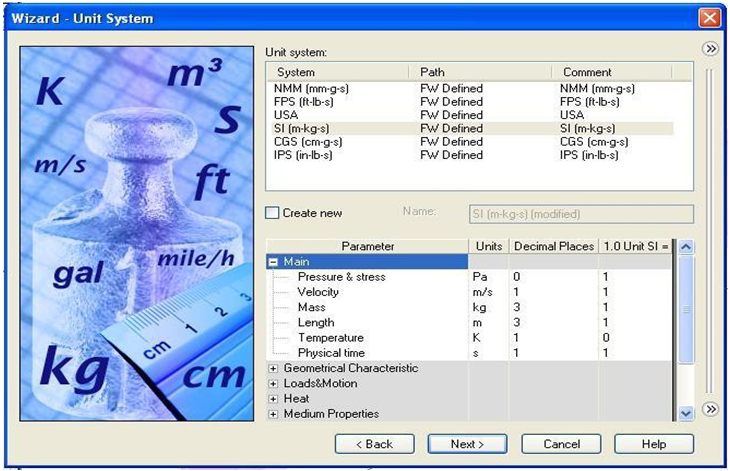 Wizard - Unit System
K
m³
s
m/s
ft
gal
mile/h
cm 1 2 3
kg
cm
Unit system:
System Path Comment
NMM (mm-g-s) FW Defined NMM (mm-g-s)
FPS (ft-lb-s) FW Defined FPS (ft-lb-s)
USA FW Defined USA
SI (m-kg-s) FW Defined SI (m-kg-s)
CGS (cm-g-s) FW Defined CGS (cm-g-s)
IPS (in-lb-s) FW Defined IPS (in-lb-s)
Create new Name: SI (m-kg-s) (modified)
Parameter Units Decimal Places 1.0 Unit SI =
Main
Pressure & stress Pa 0 1
Velocity m/s 1 1
Mass kg 3 1
Length m 3 1
Temperature K 1 0
Physical time s 1 1
Geometrical Characteristic
Loads&Motion
Heat
Medium Properties
< Back Next > Cancel Help